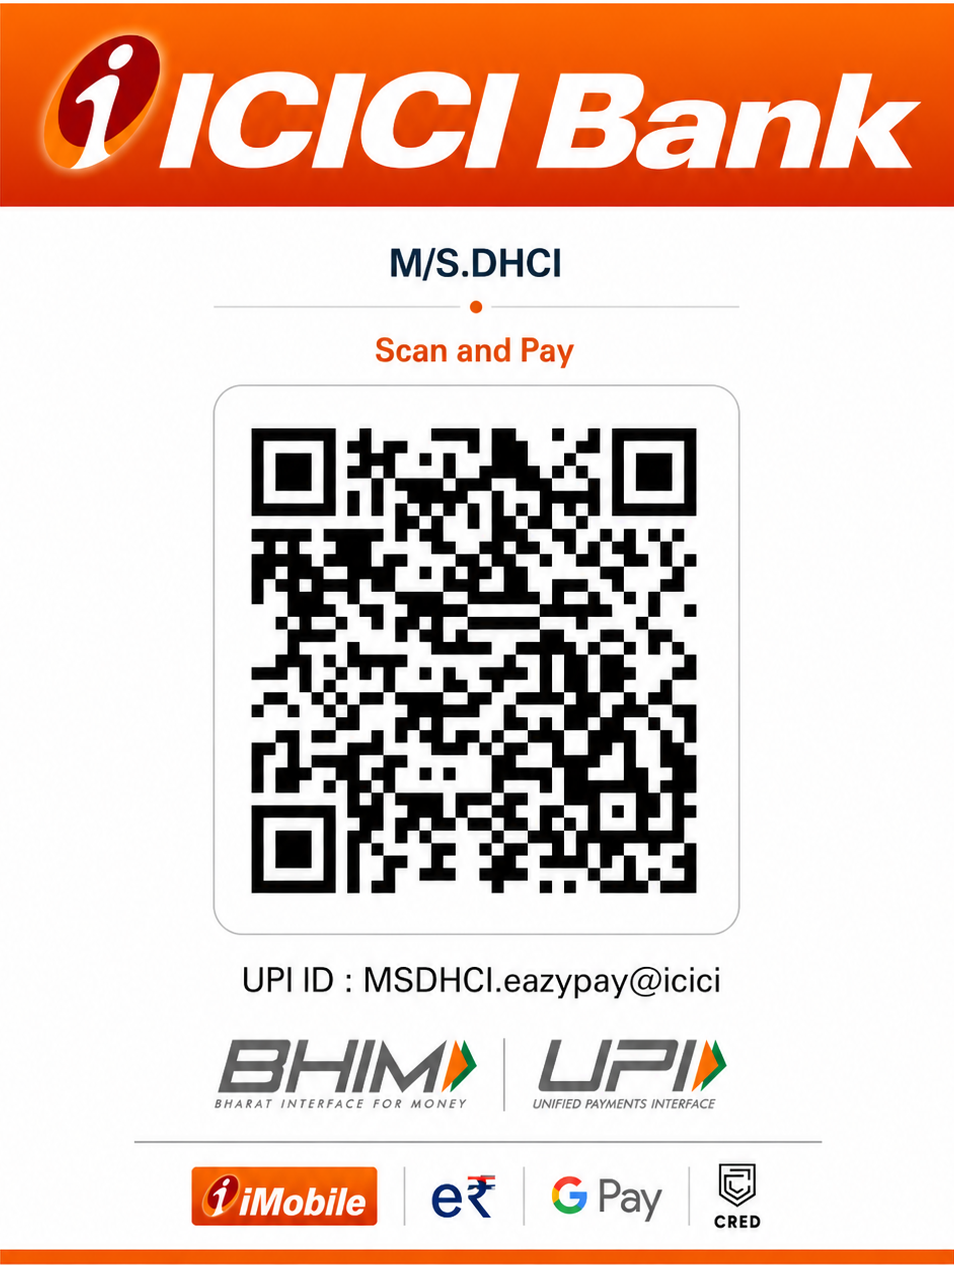 ICICI Bank
M/S.DHCI
Scan and Pay
UPI ID : MSDHCI.eazypay@icici
BHIM UPI
BHARAT INTERFACE FOR MONEY UNIFIED PAYMENTS INTERFACE
iMobile e₹ G Pay CRED